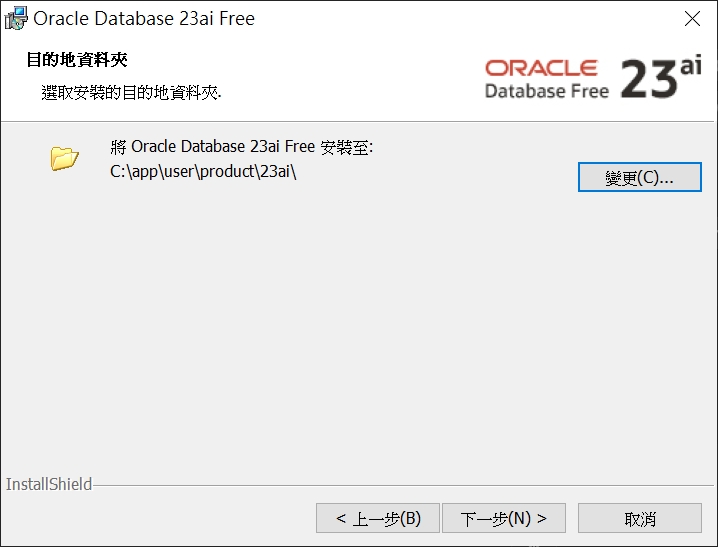 Oracle Database 23ai Free
目的地資料夾
選取安裝的目的地資料夾.
ORACLE
Database Free
23ai
將 Oracle Database 23ai Free 安裝至:
C:\app\user\product\23ai\
變更(C)...
InstallShield
< 上一步(B)
下一步(N) >
取消